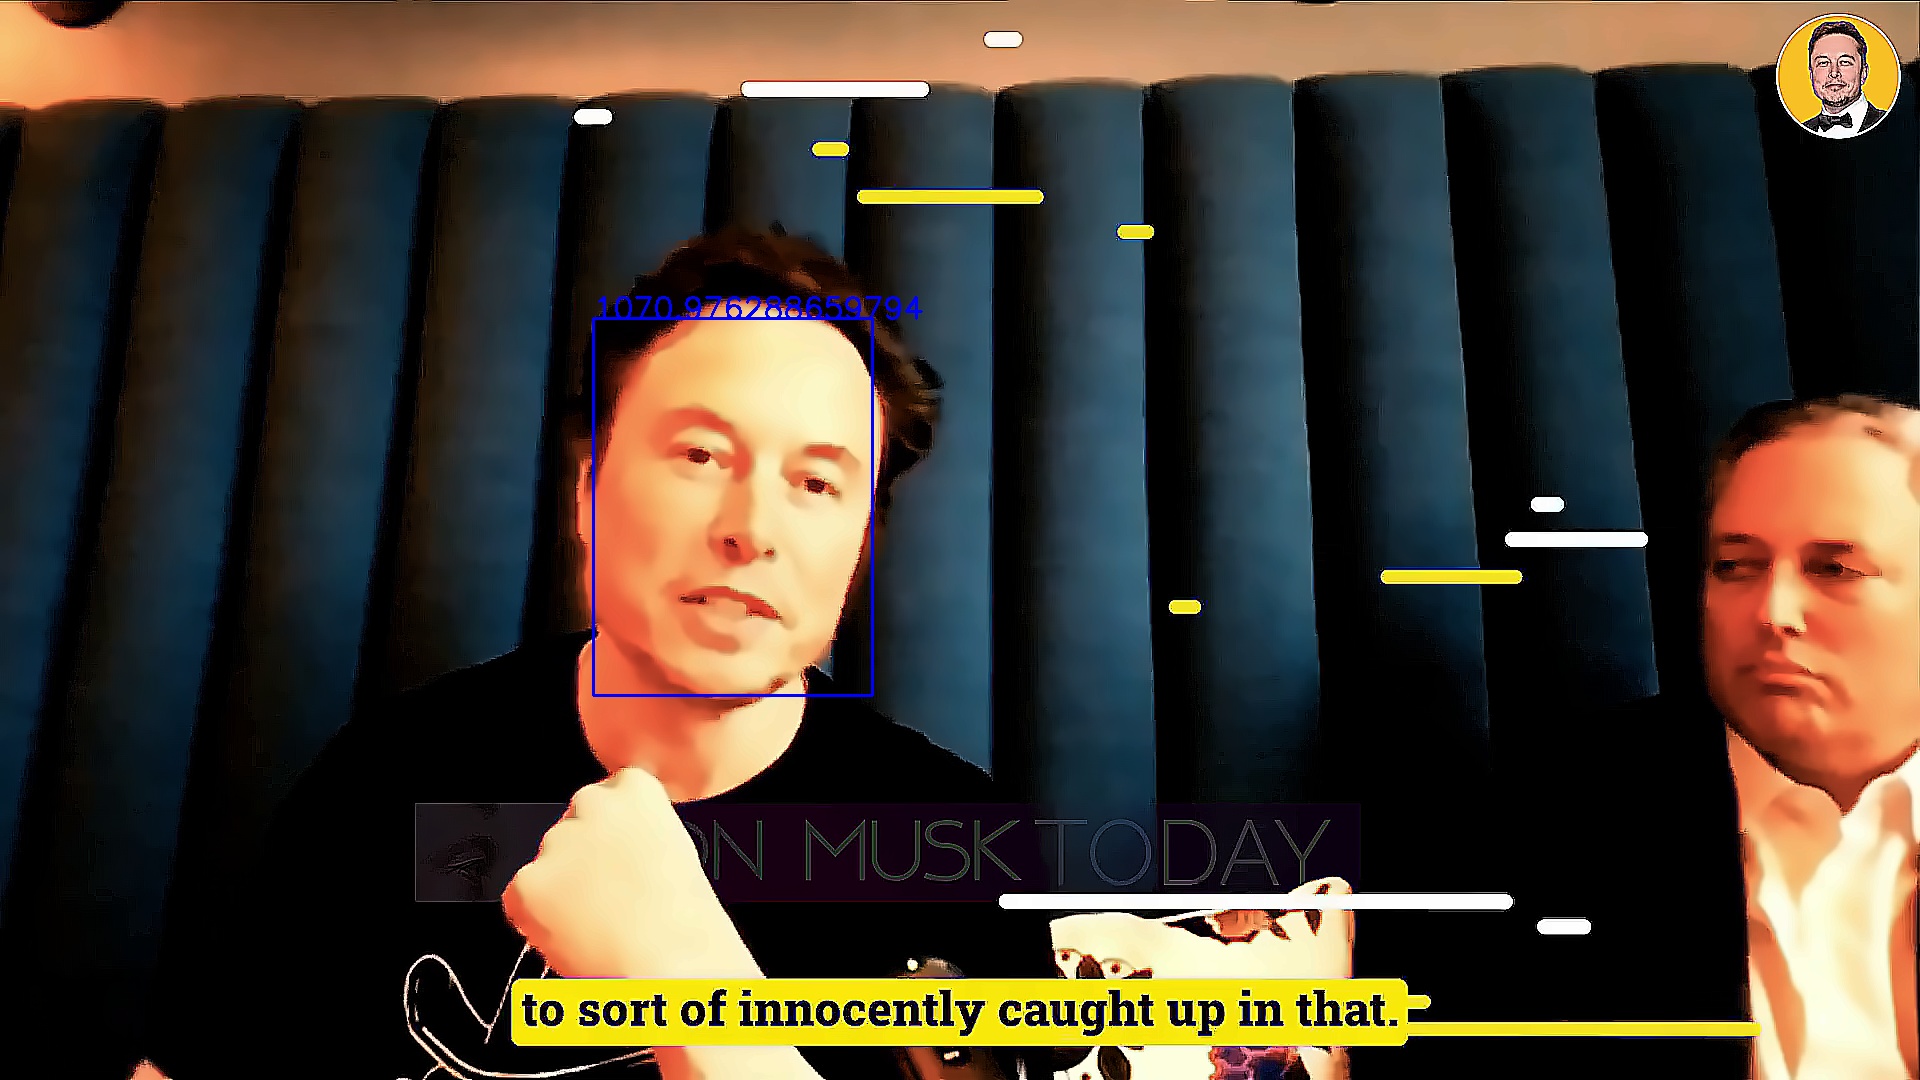 1070.976288659794
ON MUSK TODAY
to sort of innocently caught up in that.